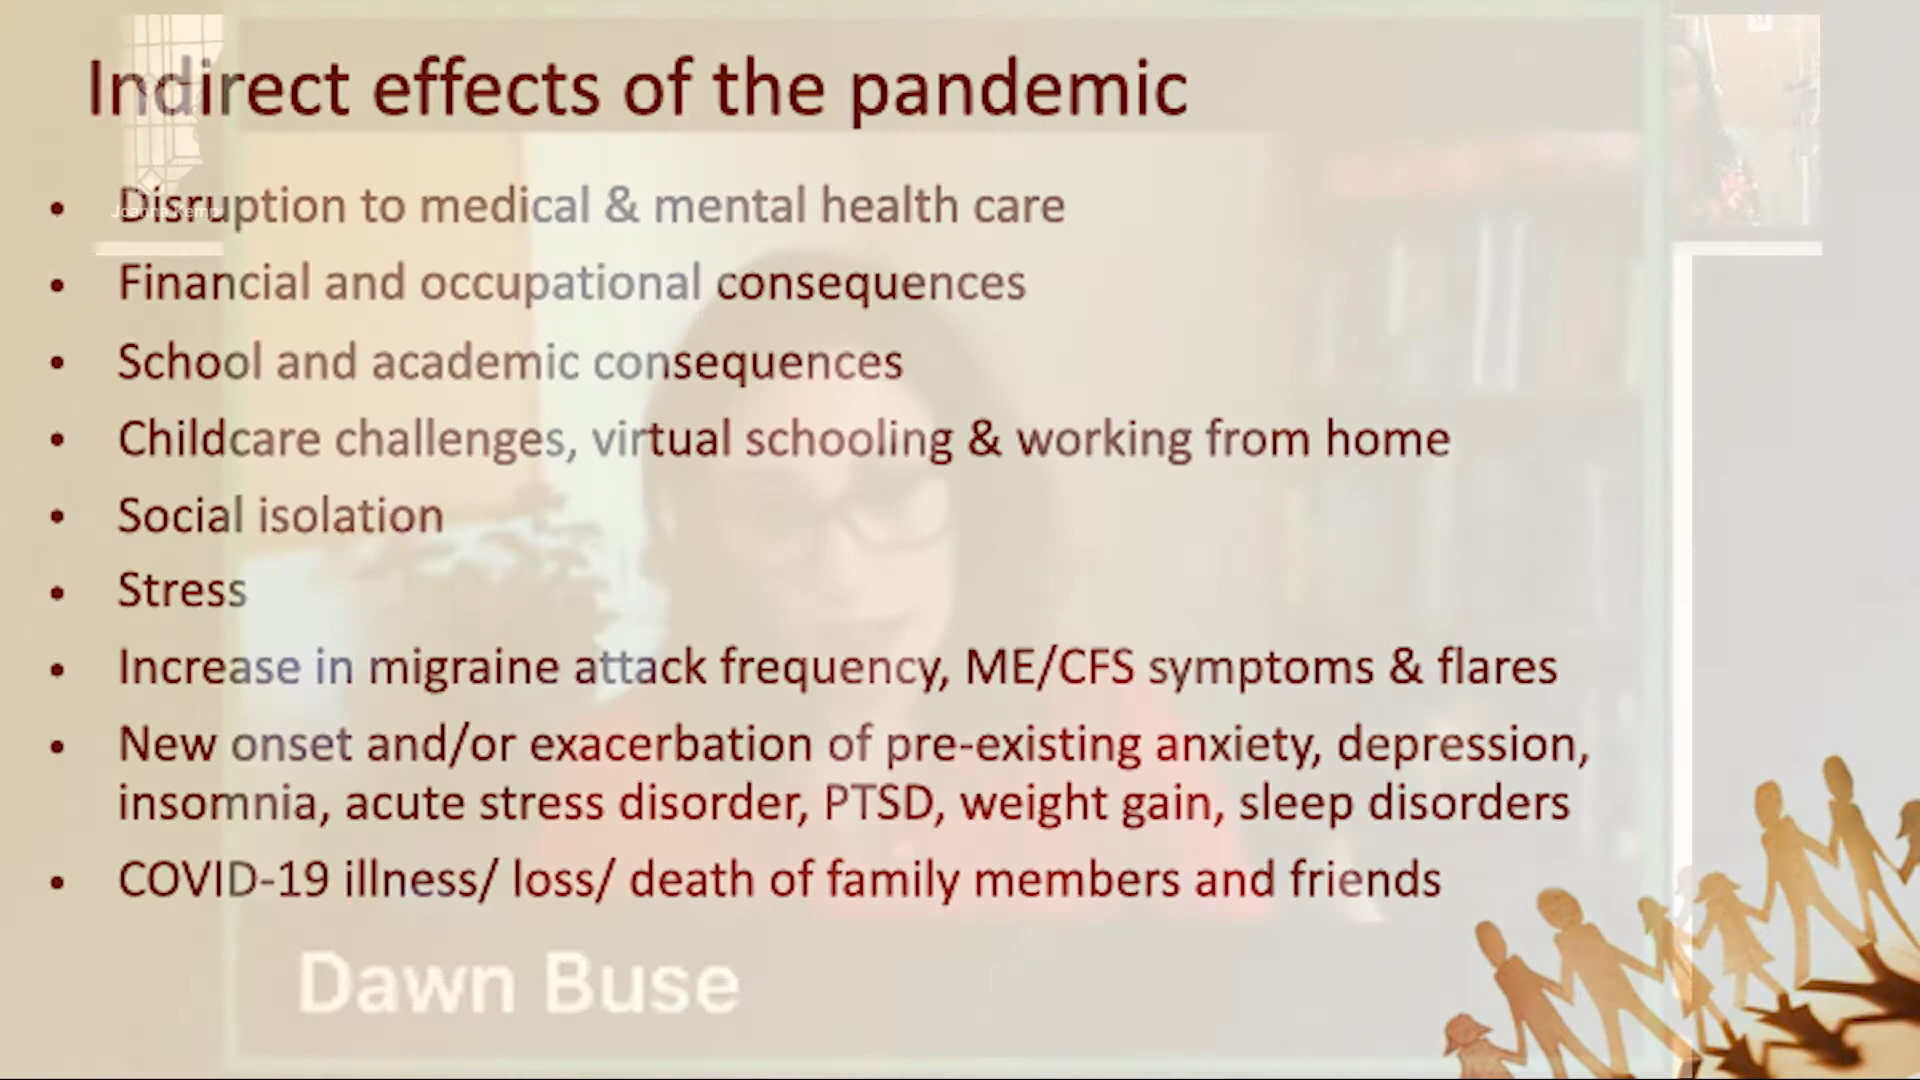 Indirect effects of the pandemic
• Disruption to medical & mental health care
Joanna Kemp
• Financial and occupational consequences
• School and academic consequences
• Childcare challenges, virtual schooling & working from home
• Social isolation
• Stress
• Increase in migraine attack frequency, ME/CFS symptoms & flares
• New onset and/or exacerbation of pre-existing anxiety, depression,
insomnia, acute stress disorder, PTSD, weight gain, sleep disorders
• COVID-19 illness/ loss/ death of family members and friends
Dawn Buse